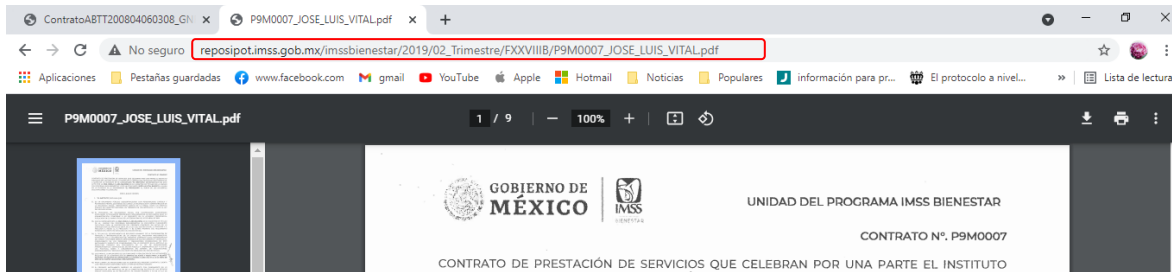 ContratoABTT200804060308_GN
P9M0007_JOSE_LUIS_VITAL.pdf
No seguro
reposipot.imss.gob.mx/imssbienestar/2019/02_Trimestre/FXXVIIIB/P9M0007_JOSE_LUIS_VITAL.pdf
Aplicaciones Pestañas guardadas www.facebook.com gmail YouTube Apple Hotmail Noticias Populares información para pr... El protocolo a nivel... » Lista de lectura
P9M0007_JOSE_LUIS_VITAL.pdf 1 / 9 100%
GOBIERNO DE
MÉXICO
IMSS
BIENESTAR
UNIDAD DEL PROGRAMA IMSS BIENESTAR
CONTRATO Nº. P9M0007
CONTRATO DE PRESTACIÓN DE SERVICIOS QUE CELEBRAN POR UNA PARTE EL INSTITUTO